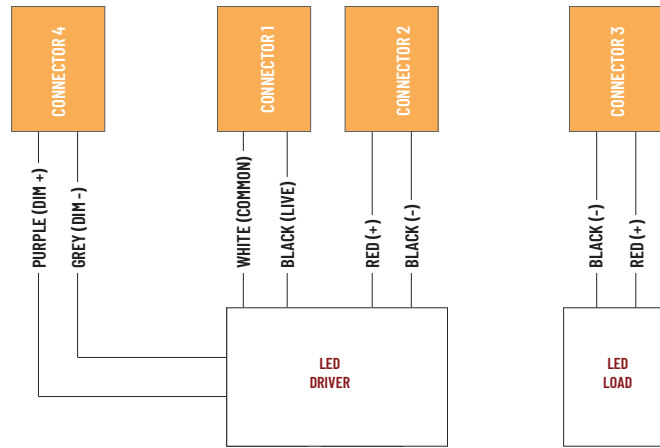 CONNECTOR 4
CONNECTOR 1
CONNECTOR 2
CONNECTOR 3
PURPLE (DIM +)
GREY (DIM -)
WHITE (COMMON)
BLACK (LIVE)
RED (+)
BLACK (-)
BLACK (-)
RED (+)
LED
DRIVER
LED
LOAD